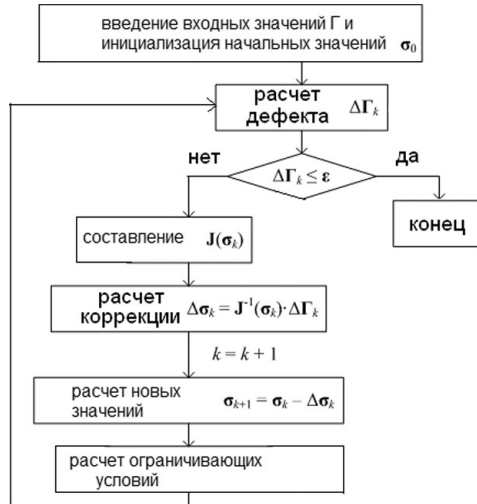 введение входных значений Г и
инициализация начальных значений σ₀
расчет
дефекта ΔΓₖ
нет
да
ΔΓₖ ≤ ε
конец
составление J(σₖ)
расчет
коррекции Δσₖ = J⁻¹(σₖ)·ΔΓₖ
k = k + 1
расчет новых
значений σₖ₊₁ = σₖ − Δσₖ
расчет ограничивающих
условий